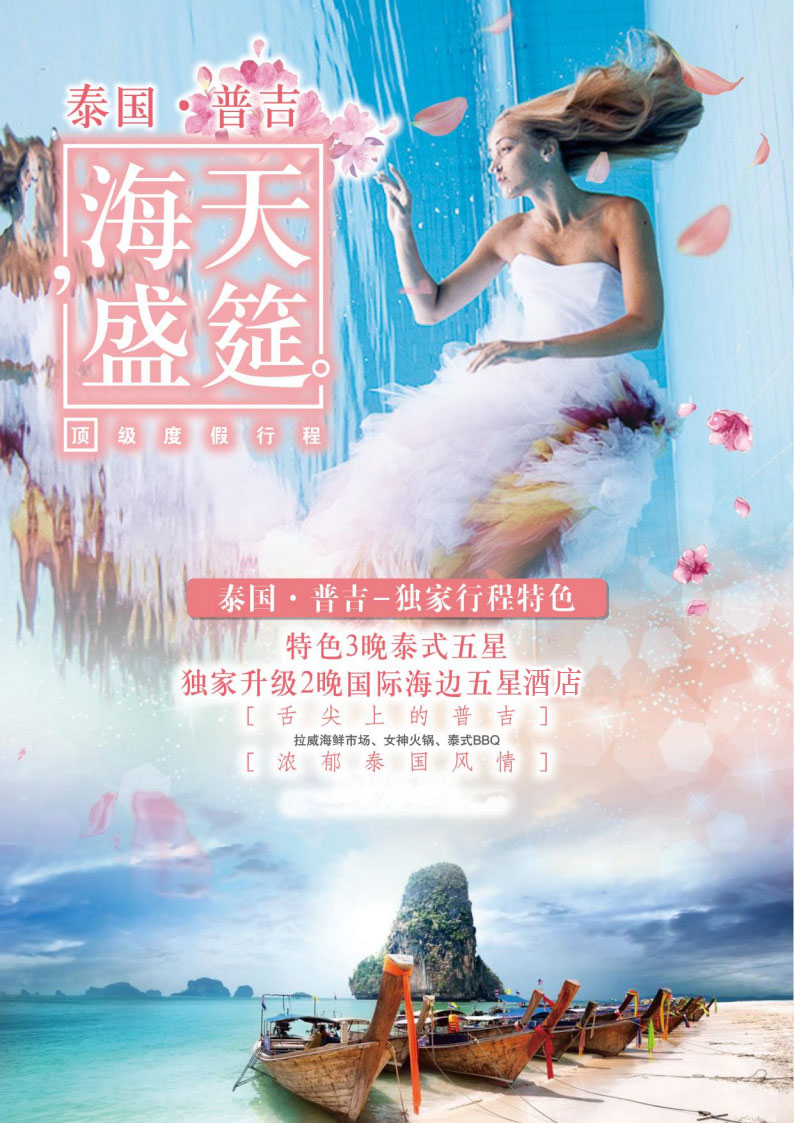 泰国·普吉
海天
盛筵。
顶级度假行程
泰国·普吉-独家行程特色
特色3晚泰式五星
独家升级2晚国际海边五星酒店
[舌尖上的普吉]
拉威海鲜市场、女神火锅、泰式BBQ
[浓郁泰国风情]